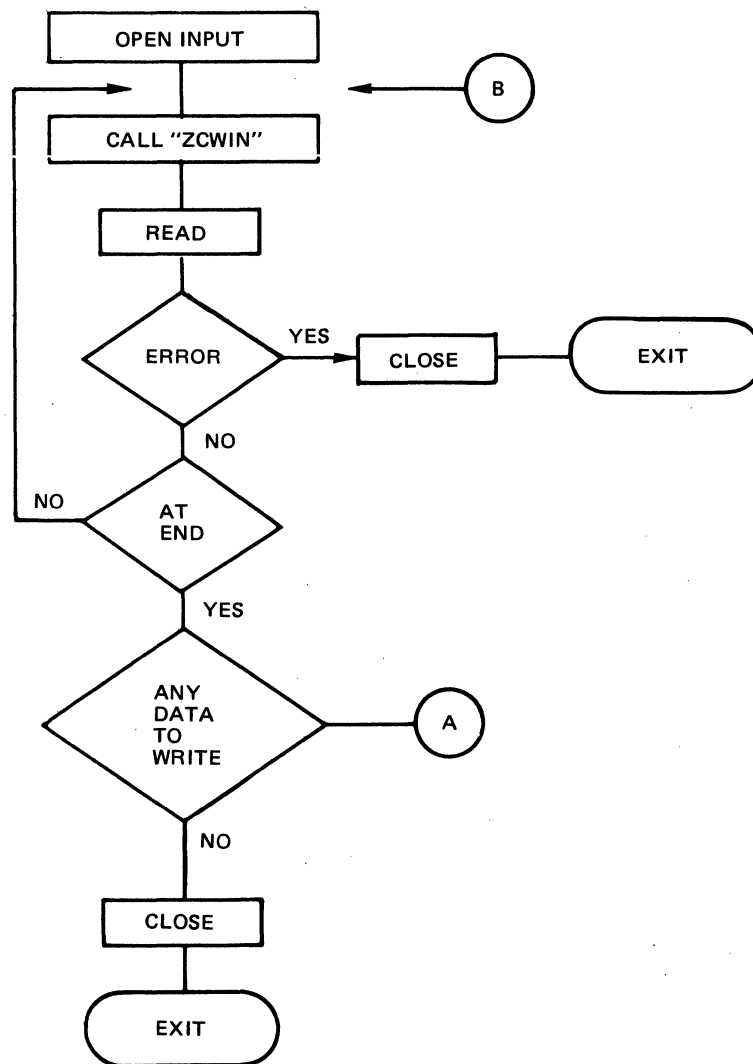 OPEN INPUT
B
CALL "ZCWIN"
READ
YES
ERROR
CLOSE
EXIT
NO
NO
AT
END
YES
ANY
DATA
TO
WRITE
A
NO
CLOSE
EXIT